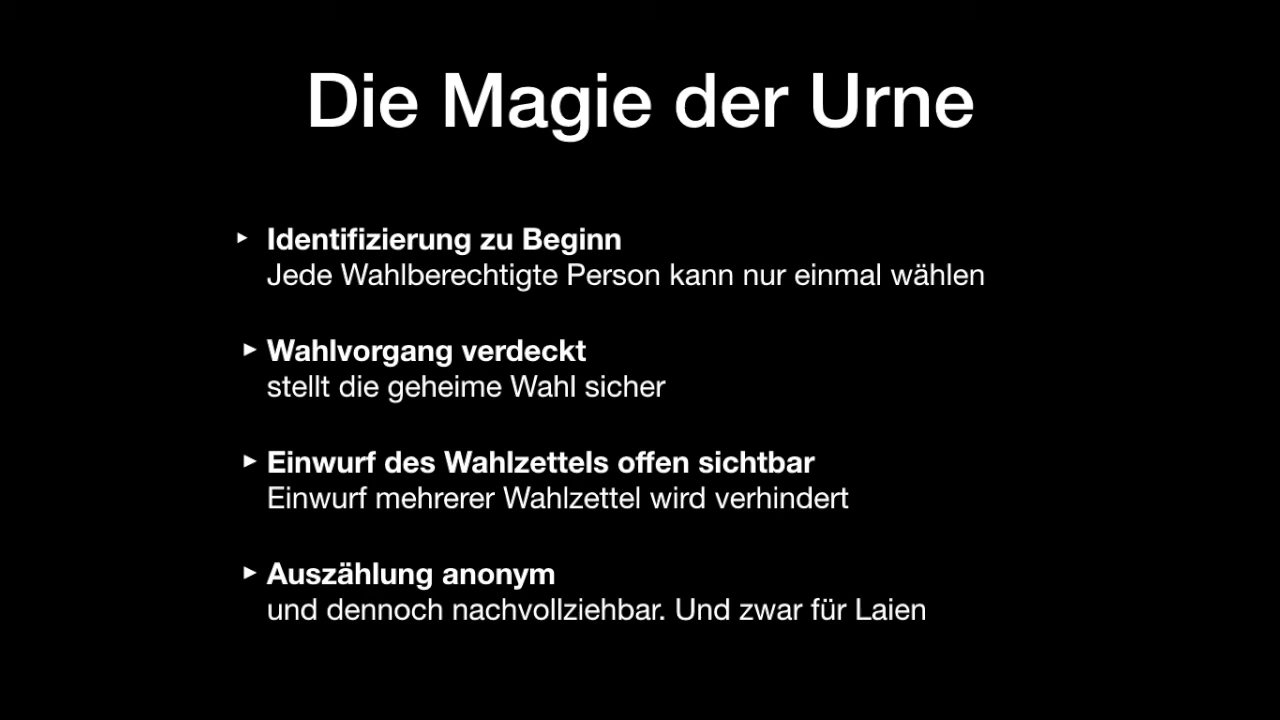 Die Magie der Urne
‣ Identifizierung zu Beginn
Jede Wahlberechtigte Person kann nur einmal wählen
‣ Wahlvorgang verdeckt
stellt die geheime Wahl sicher
‣ Einwurf des Wahlzettels offen sichtbar
Einwurf mehrerer Wahlzettel wird verhindert
‣ Auszählung anonym
und dennoch nachvollziehbar. Und zwar für Laien